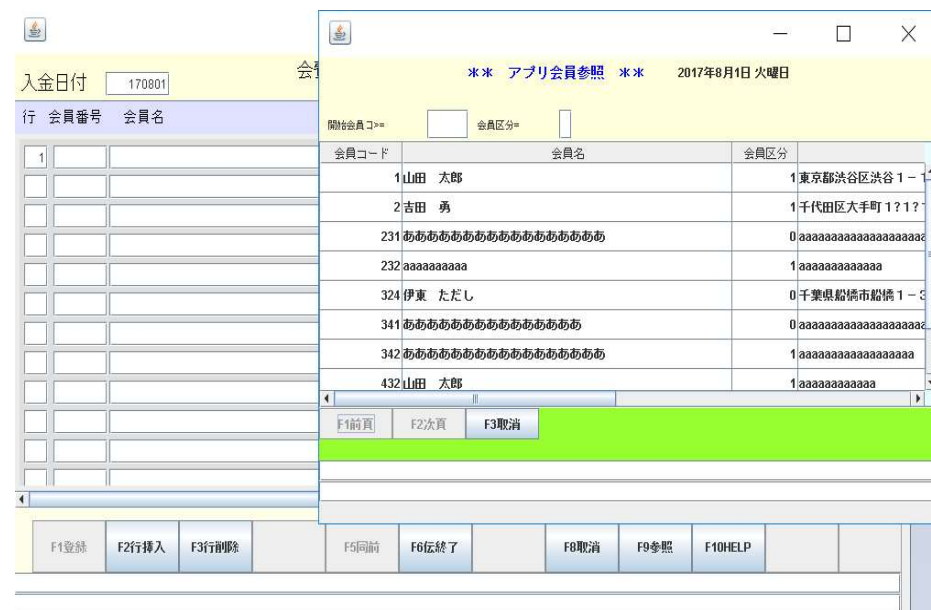 入金日付 170801
会
行 会員番号 会員名
1
** アプリ会員参照 ** 2017年8月1日 火曜日
開始会員コ>= 会員区分=
会員コード 会員名 会員区分
1 山田 太郎 1 東京都渋谷区渋谷1－1
2 吉田 勇 1 千代田区大手町1?1?1
231 あああああああああああああああああ 0 aaaaaaaaaaaaaaaaaaaaa
232 aaaaaaaaaa 1 aaaaaaaaaaaaa
324 伊東 ただし 0 千葉県船橋市船橋1－3
341 あああああああああああああああ 0 aaaaaaaaaaaaaaaaaaaaa
342 あああああああああああああああああ 1 aaaaaaaaaaaaaaaaaa
432 山田 太郎 1 aaaaaaaaaaaa
F1前頁 F2次頁 F3取消
F1登録 F2行挿入 F3行削除 F5同前 F6伝終了 F8取消 F9参照 F10HELP